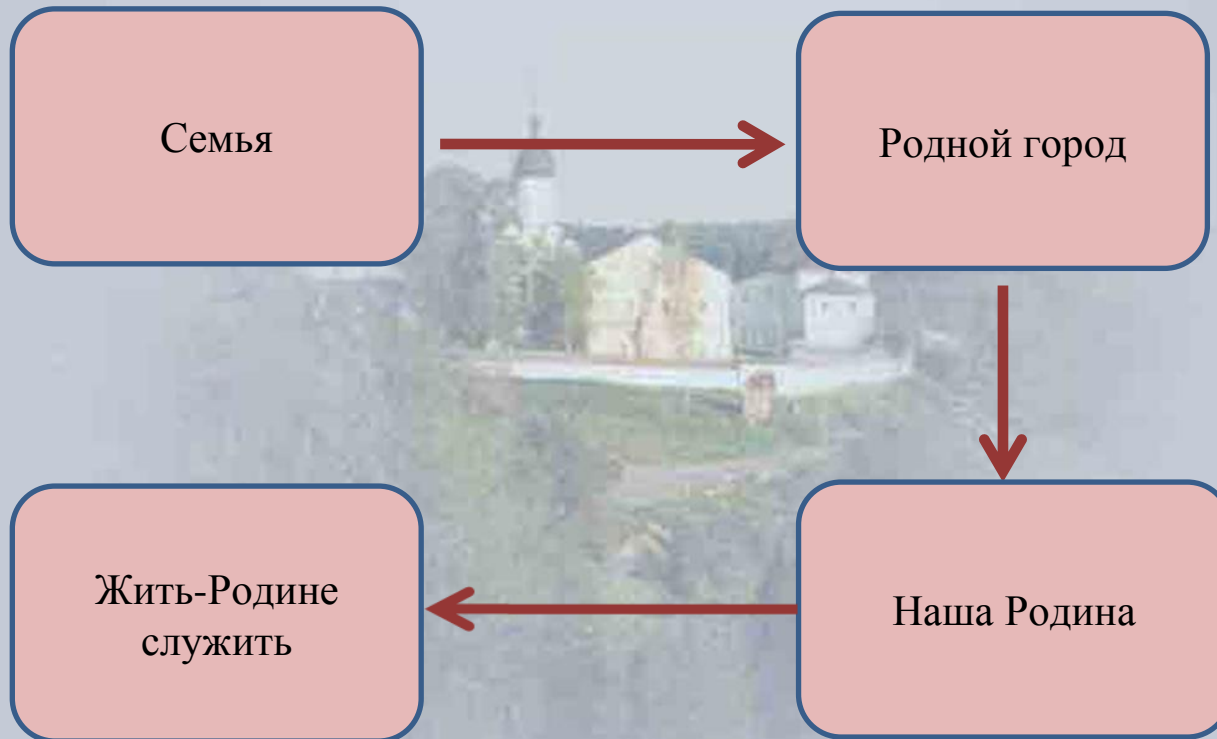 Семья
Родной город
Наша Родина
Жить-Родине
служить